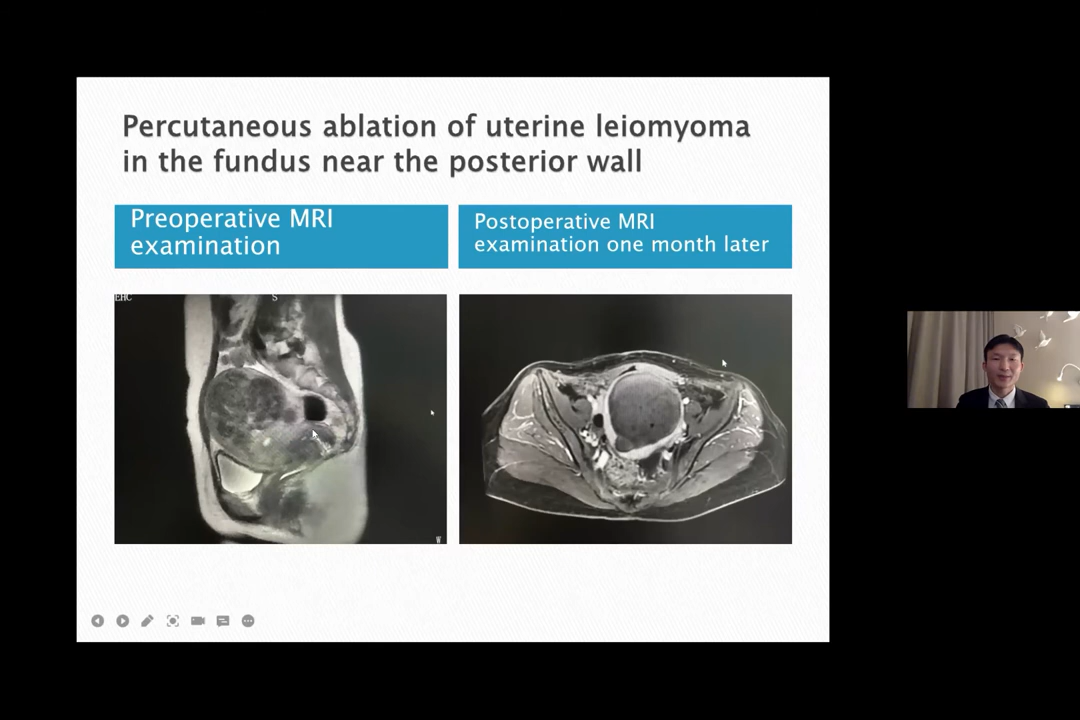 Percutaneous ablation of uterine leiomyoma
in the fundus near the posterior wall
Preoperative MRI
examination
Postoperative MRI
examination one month later
EHC
S
W